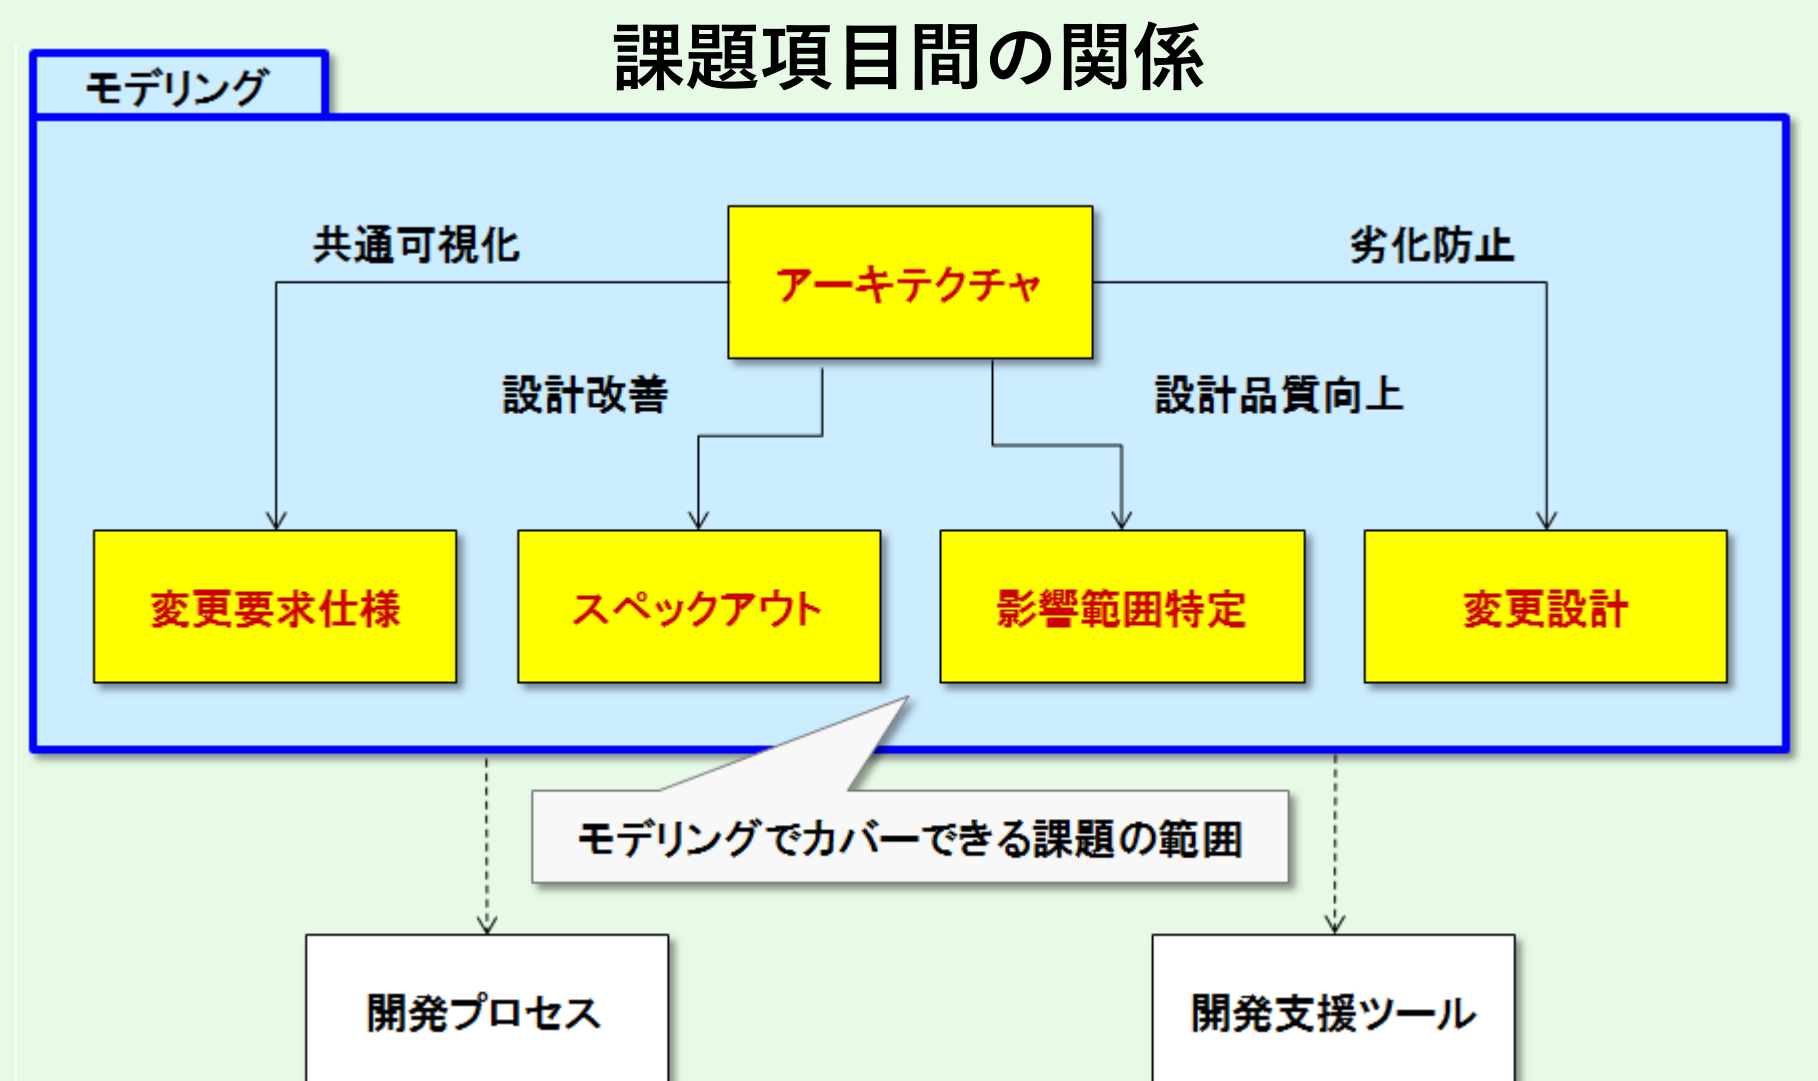 課題項目間の関係
モデリング
共通可視化
アーキテクチャ
劣化防止
設計改善
設計品質向上
変更要求仕様
スペックアウト
影響範囲特定
変更設計
モデリングでカバーできる課題の範囲
開発プロセス
開発支援ツール